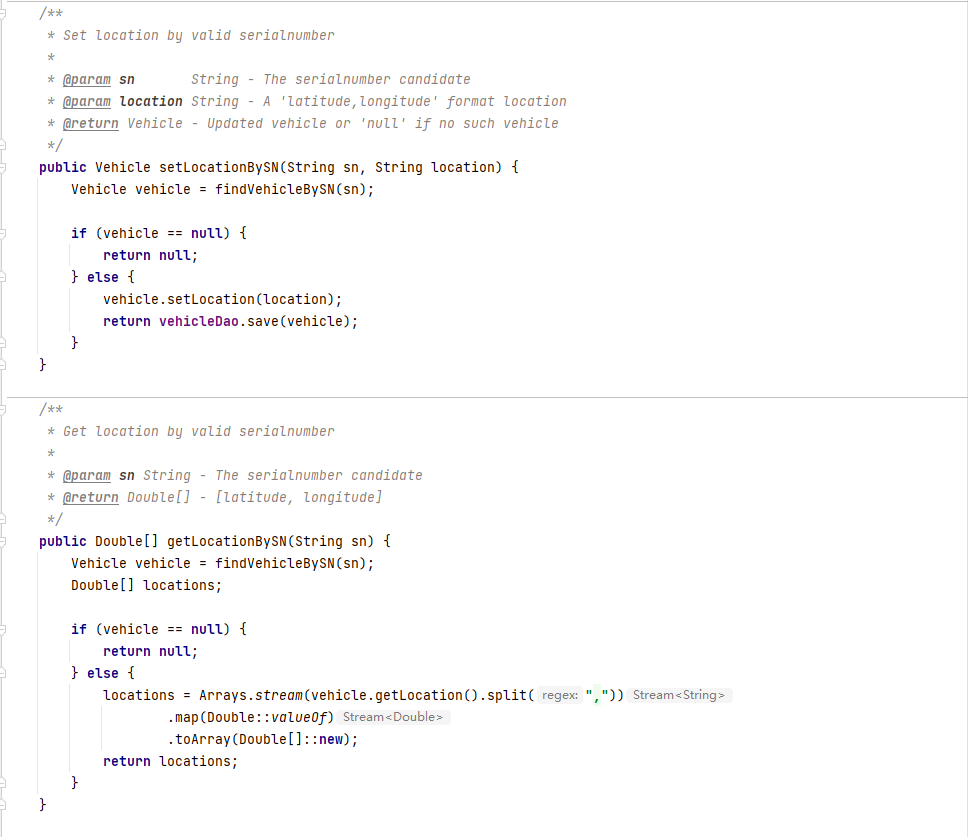 /**
 * Set location by valid serialnumber
 *
 * @param sn       String - The serialnumber candidate
 * @param location String - A 'latitude,longitude' format location
 * @return Vehicle - Updated vehicle or 'null' if no such vehicle
 */
public Vehicle setLocationBySN(String sn, String location) {
    Vehicle vehicle = findVehicleBySN(sn);
    if (vehicle == null) {
        return null;
    } else {
        vehicle.setLocation(location);
        return vehicleDao.save(vehicle);
    }
}
/**
 * Get location by valid serialnumber
 *
 * @param sn String - The serialnumber candidate
 * @return Double[] - [latitude, longitude]
 */
public Double[] getLocationBySN(String sn) {
    Vehicle vehicle = findVehicleBySN(sn);
    Double[] locations;
    if (vehicle == null) {
        return null;
    } else {
        locations = Arrays.stream(vehicle.getLocation().split( regex: ",")) Stream<String>
                .map(Double::valueOf) Stream<Double>
                .toArray(Double[]::new);
        return locations;
    }
}